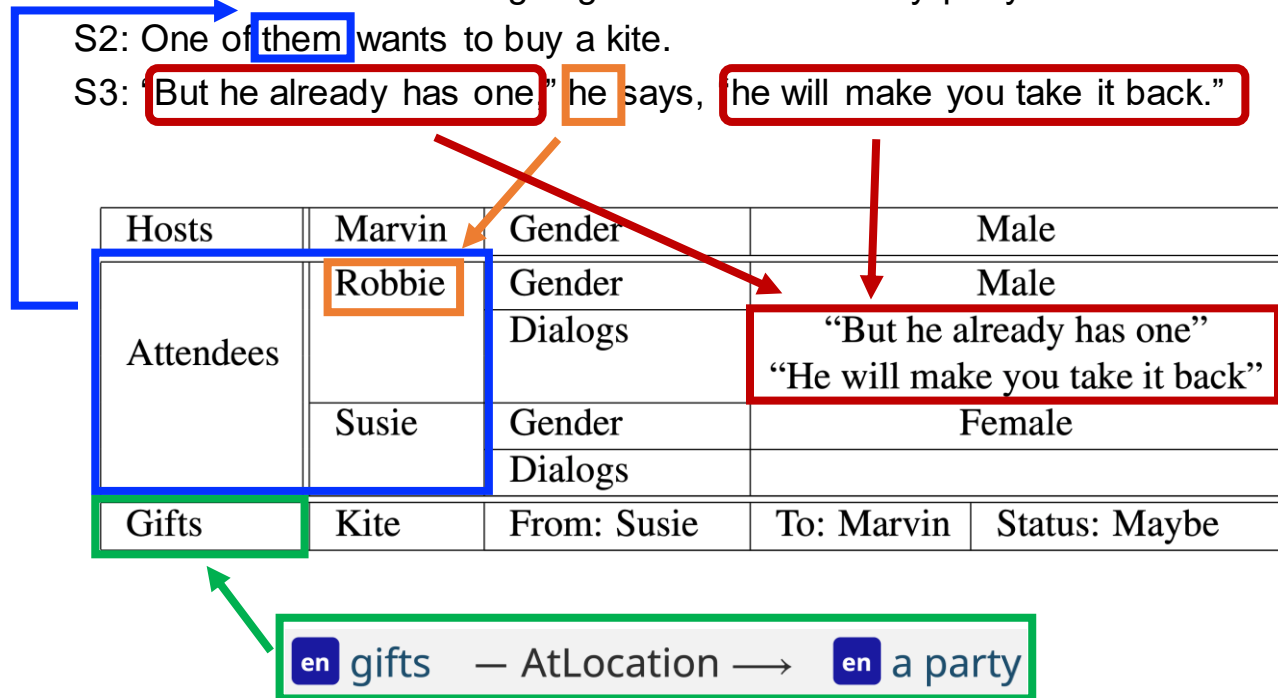 S2: One of them wants to buy a kite.
S3: “But he already has one,” he says, “he will make you take it back.”
Hosts Marvin Gender Male
Robbie Gender Male
Attendees Dialogs “But he already has one”
“He will make you take it back”
Susie Gender Female
Dialogs
Gifts Kite From: Susie To: Marvin Status: Maybe
en gifts — AtLocation ⟶ en a party